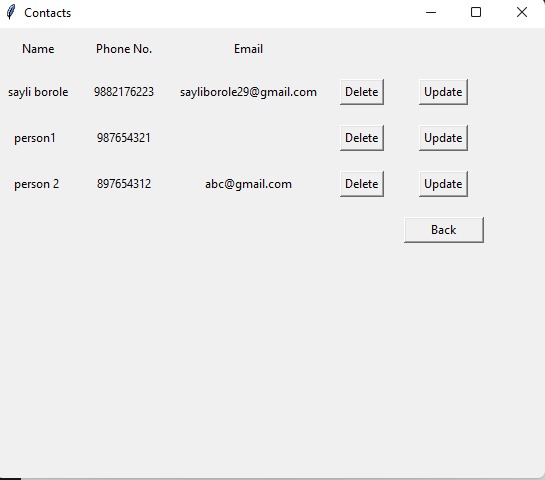 Contacts
Name Phone No. Email
sayli borole 9882176223 sayliborole29@gmail.com Delete Update
person1 987654321 Delete Update
person 2 897654312 abc@gmail.com Delete Update
Back